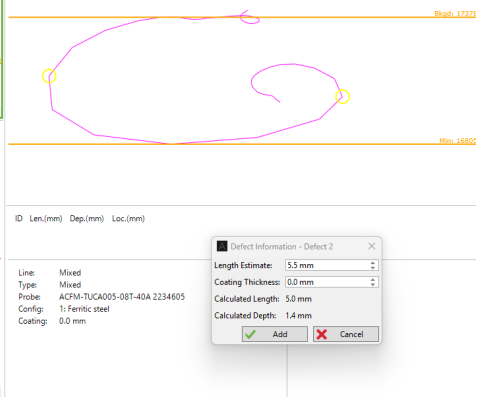 Bkgd: 17379
Min: 16805
ID Len.(mm) Dep.(mm) Loc.(mm)
Defect Information - Defect 2
Length Estimate: 5.5 mm
Coating Thickness: 0.0 mm
Calculated Length: 5.0 mm
Calculated Depth: 1.4 mm
Add Cancel
Line: Mixed
Type: Mixed
Probe: ACFM-TUCA005-08T-40A 2234605
Config: 1: Ferritic steel
Coating: 0.0 mm